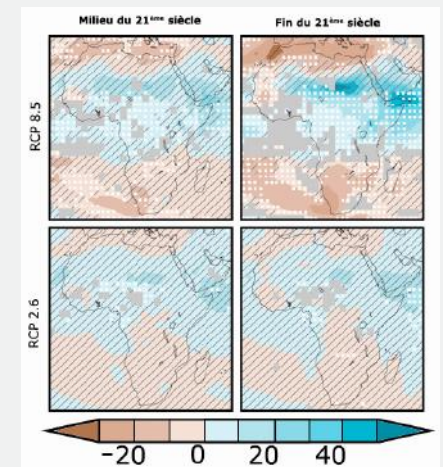 Milieu du 21ème siècle
Fin du 21ème siècle
RCP 8.5
RCP 2.6
−20 0 20 40